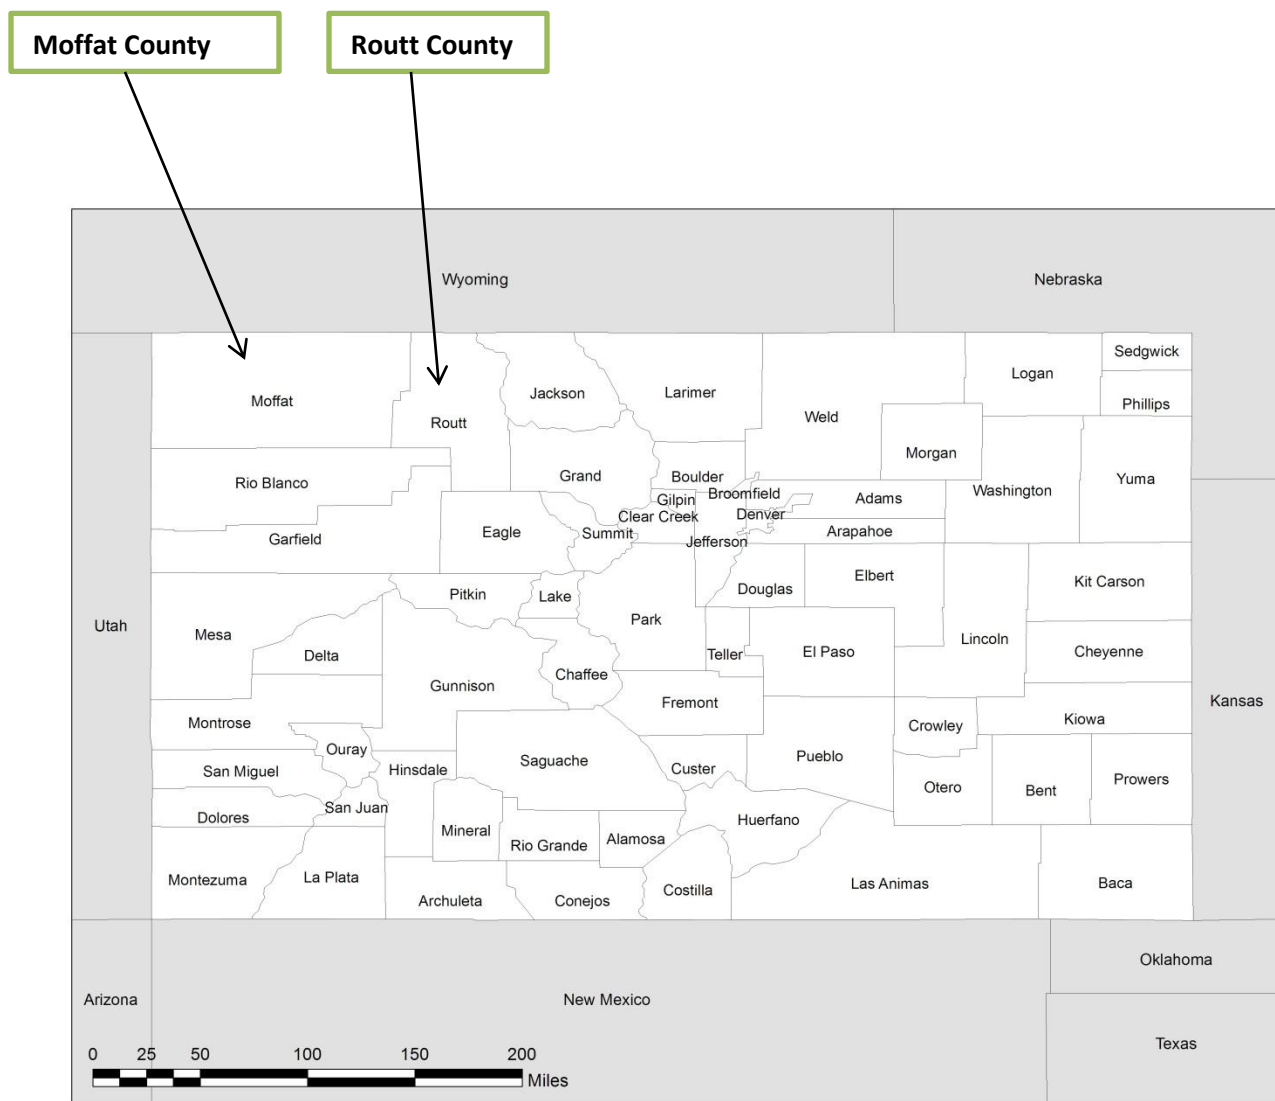 Moffat County
Routt County
Wyoming
Nebraska
Sedgwick
Logan
Jackson
Larimer
Moffat
Phillips
Weld
Routt
Morgan
Grand
Boulder
Yuma
Rio Blanco
Washington
Broomfield
Gilpin
Adams
Denver
Clear Creek
Eagle
Summit
Arapahoe
Garfield
Jefferson
Elbert
Kit Carson
Douglas
Pitkin
Lake
Park
Utah
Mesa
Lincoln
Delta
Teller
El Paso
Cheyenne
Chaffee
Gunnison
Fremont
Kansas
Montrose
Kiowa
Crowley
Ouray
Pueblo
Saguache
San Miguel
Hinsdale
Custer
Prowers
Otero
Bent
San Juan
Dolores
Huerfano
Mineral
Alamosa
Rio Grande
La Plata
Montezuma
Las Animas
Baca
Costilla
Archuleta
Conejos
Oklahoma
Arizona
New Mexico
Texas
0 25 50 100 150 200
Miles